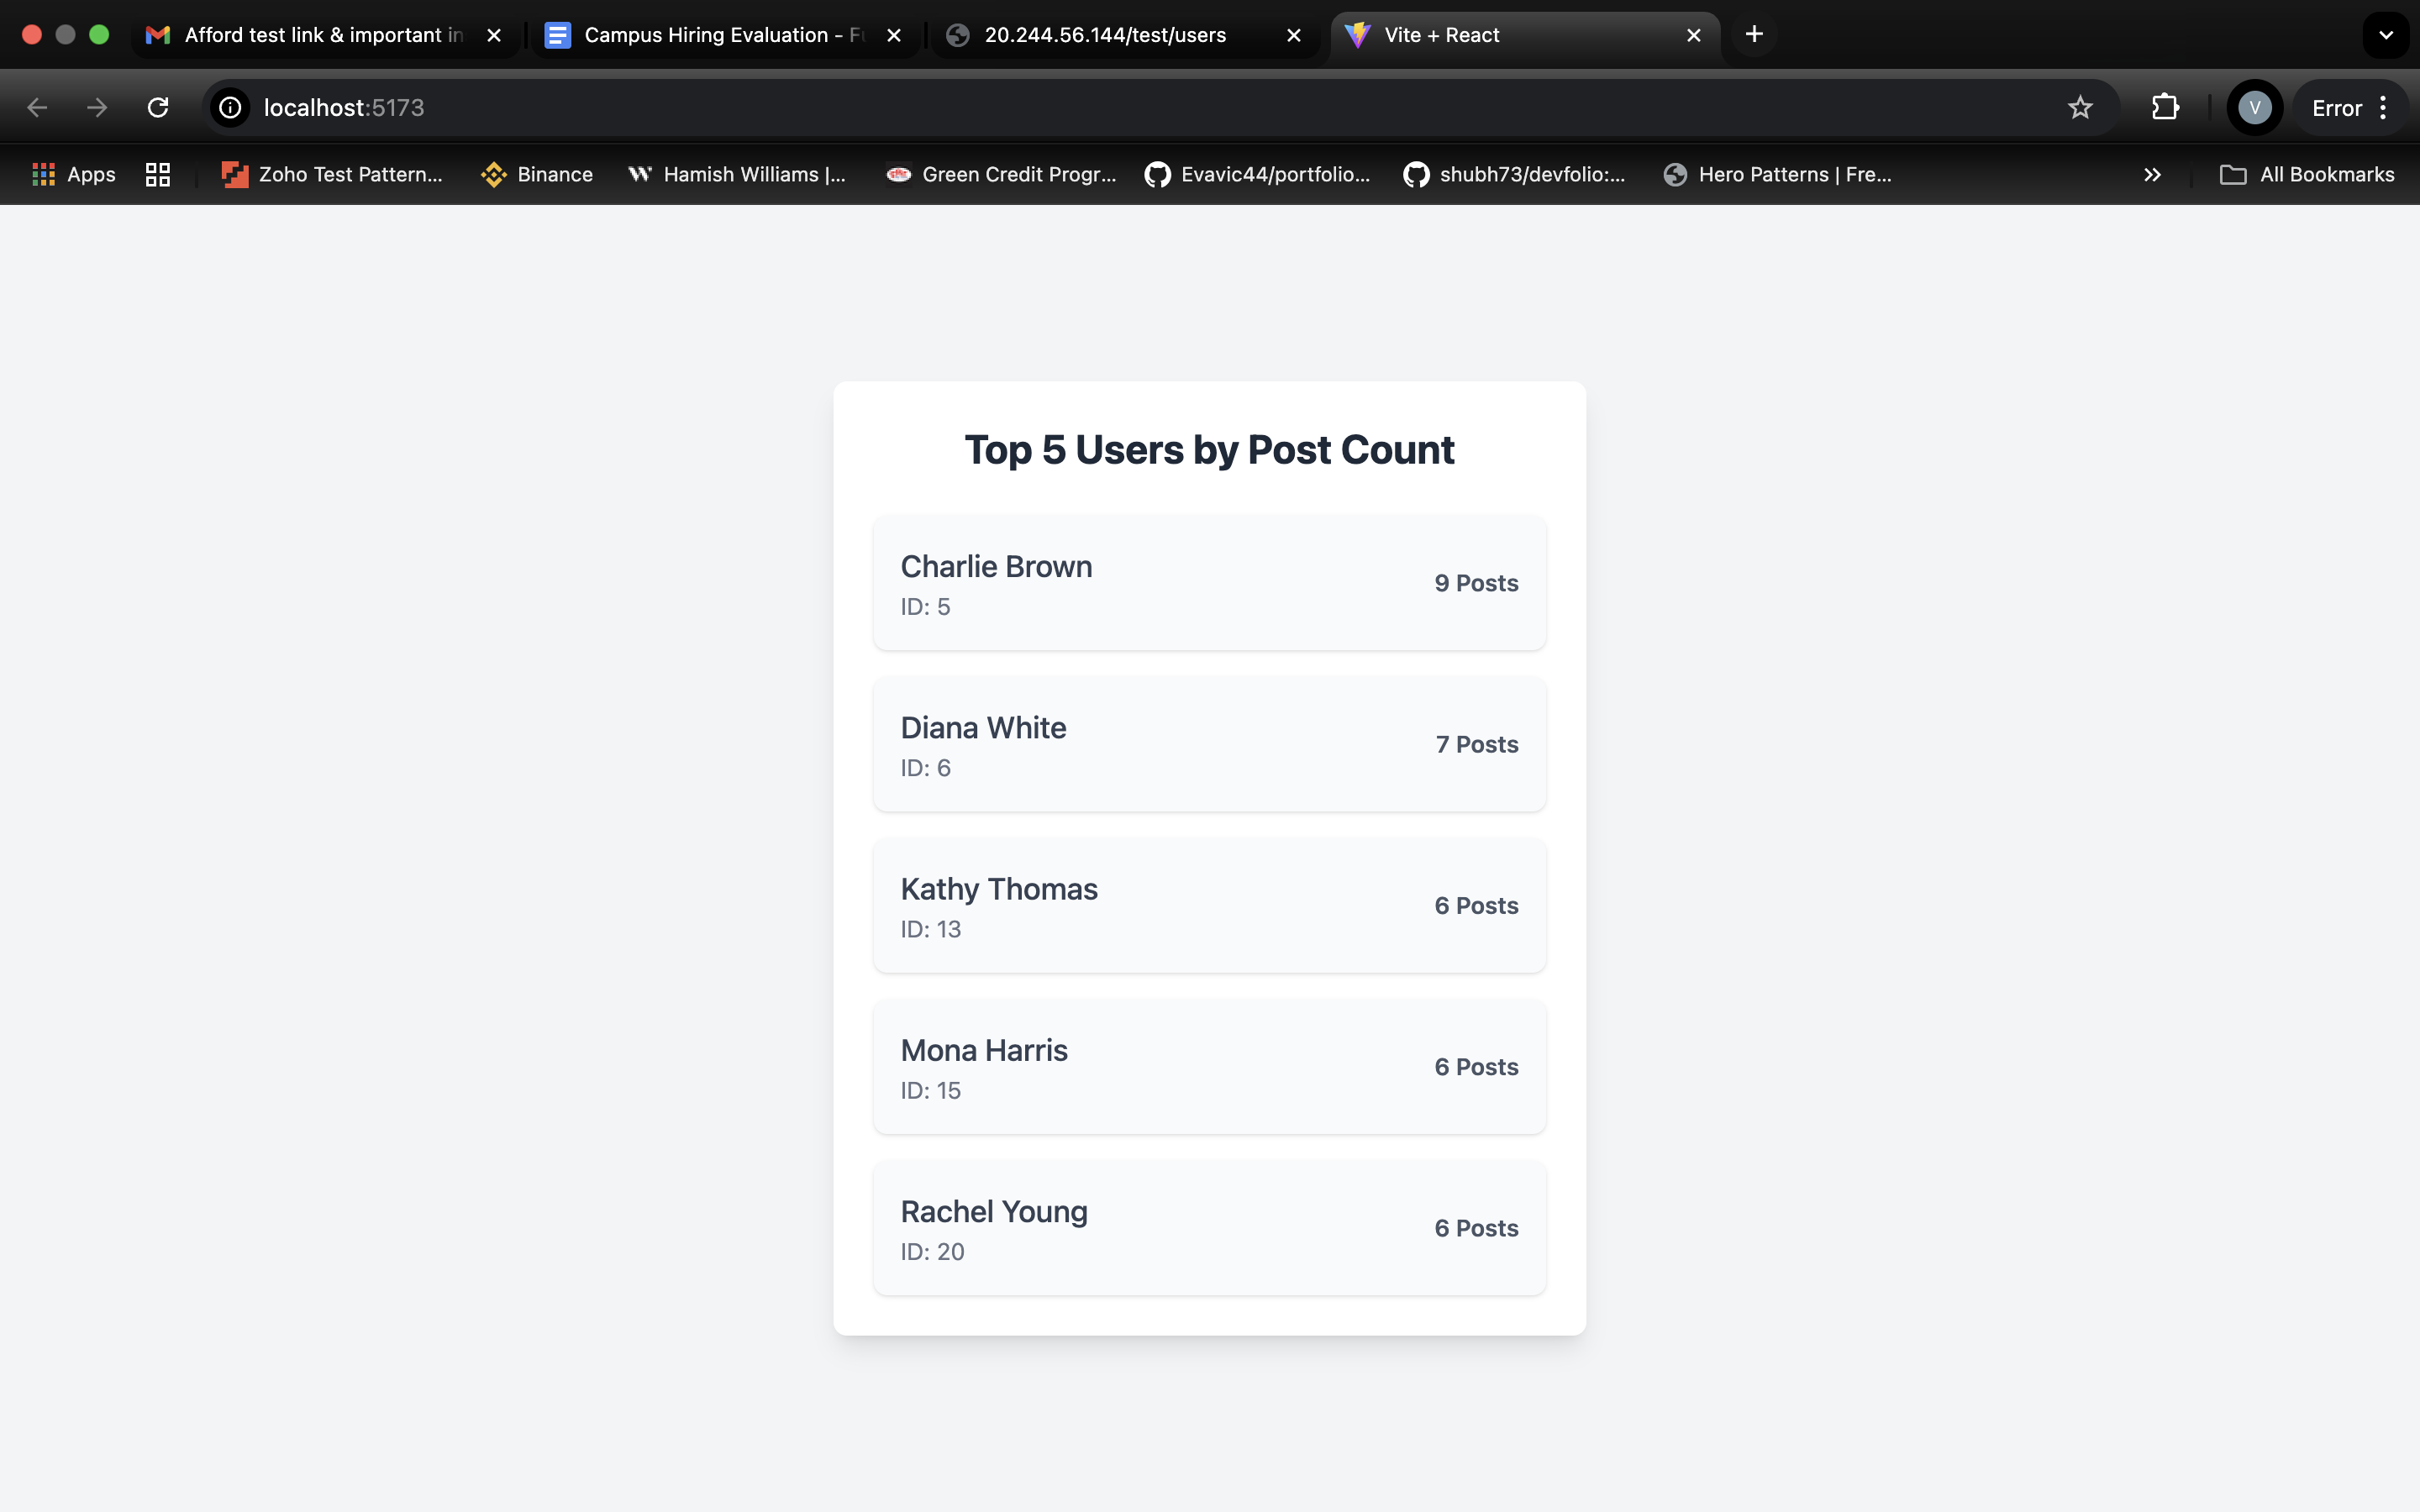 Afford test link & important in
Campus Hiring Evaluation - Fu
20.244.56.144/test/users
Vite + React
localhost:5173
V
Error
Apps
Zoho Test Pattern...
Binance
Hamish Williams |...
Green Credit Progr...
Evavic44/portfolio...
shubh73/devfolio:...
Hero Patterns | Fre...
All Bookmarks
Top 5 Users by Post Count
Charlie Brown
9 Posts
ID: 5
Diana White
7 Posts
ID: 6
Kathy Thomas
6 Posts
ID: 13
Mona Harris
6 Posts
ID: 15
Rachel Young
6 Posts
ID: 20